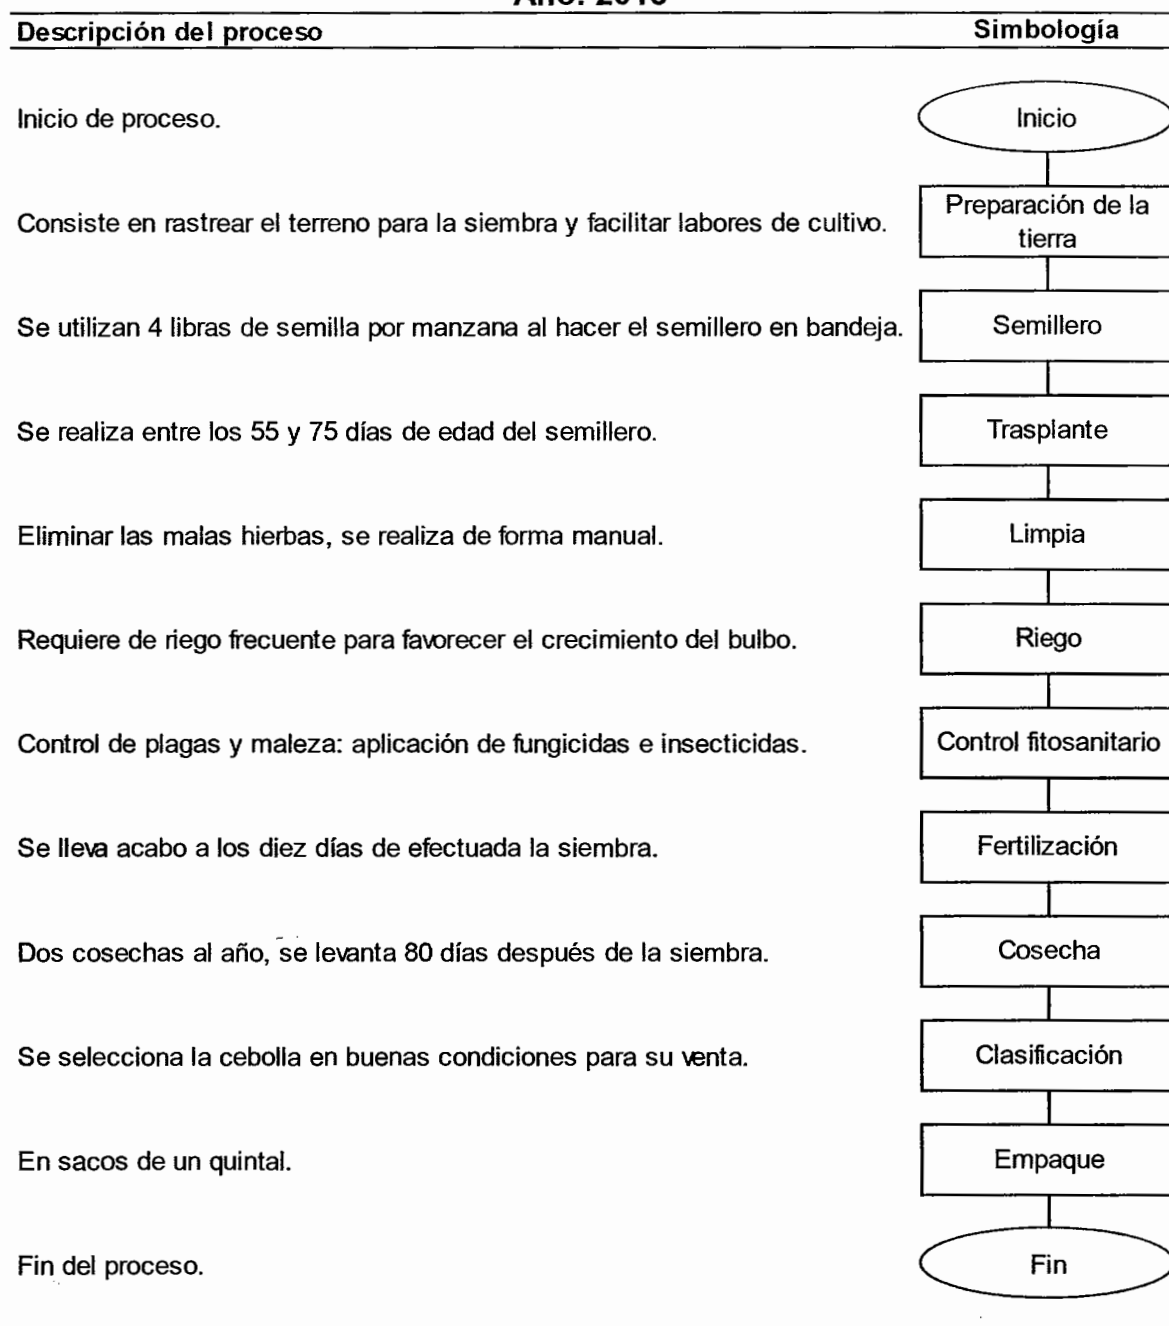 Descripción del proceso Simbología
Inicio de proceso. Inicio
Consiste en rastrear el terreno para la siembra y facilitar labores de cultivo. Preparación de la
tierra
Se utilizan 4 libras de semilla por manzana al hacer el semillero en bandeja. Semillero
Se realiza entre los 55 y 75 días de edad del semillero. Trasplante
Eliminar las malas hierbas, se realiza de forma manual. Limpia
Requiere de riego frecuente para favorecer el crecimiento del bulbo. Riego
Control de plagas y maleza: aplicación de fungicidas e insecticidas. Control fitosanitario
Se lleva acabo a los diez días de efectuada la siembra. Fertilización
Dos cosechas al año, se levanta 80 días después de la siembra. Cosecha
Se selecciona la cebolla en buenas condiciones para su venta. Clasificación
En sacos de un quintal. Empaque
Fin del proceso. Fin